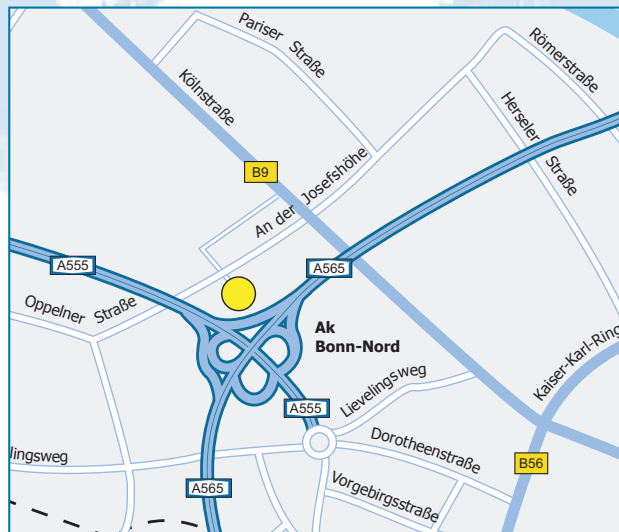 Pariser Straße
Römerstraße
Kölnstraße
Herseler Straße
B9
An der Josefshöhe
A555
A565
Oppelner Straße
Ak
Bonn-Nord
Kaiser-Karl-Ring
Lievelingsweg
A555
Dorotheenstraße
lingsweg
B56
A565
Vorgebirgsstraße